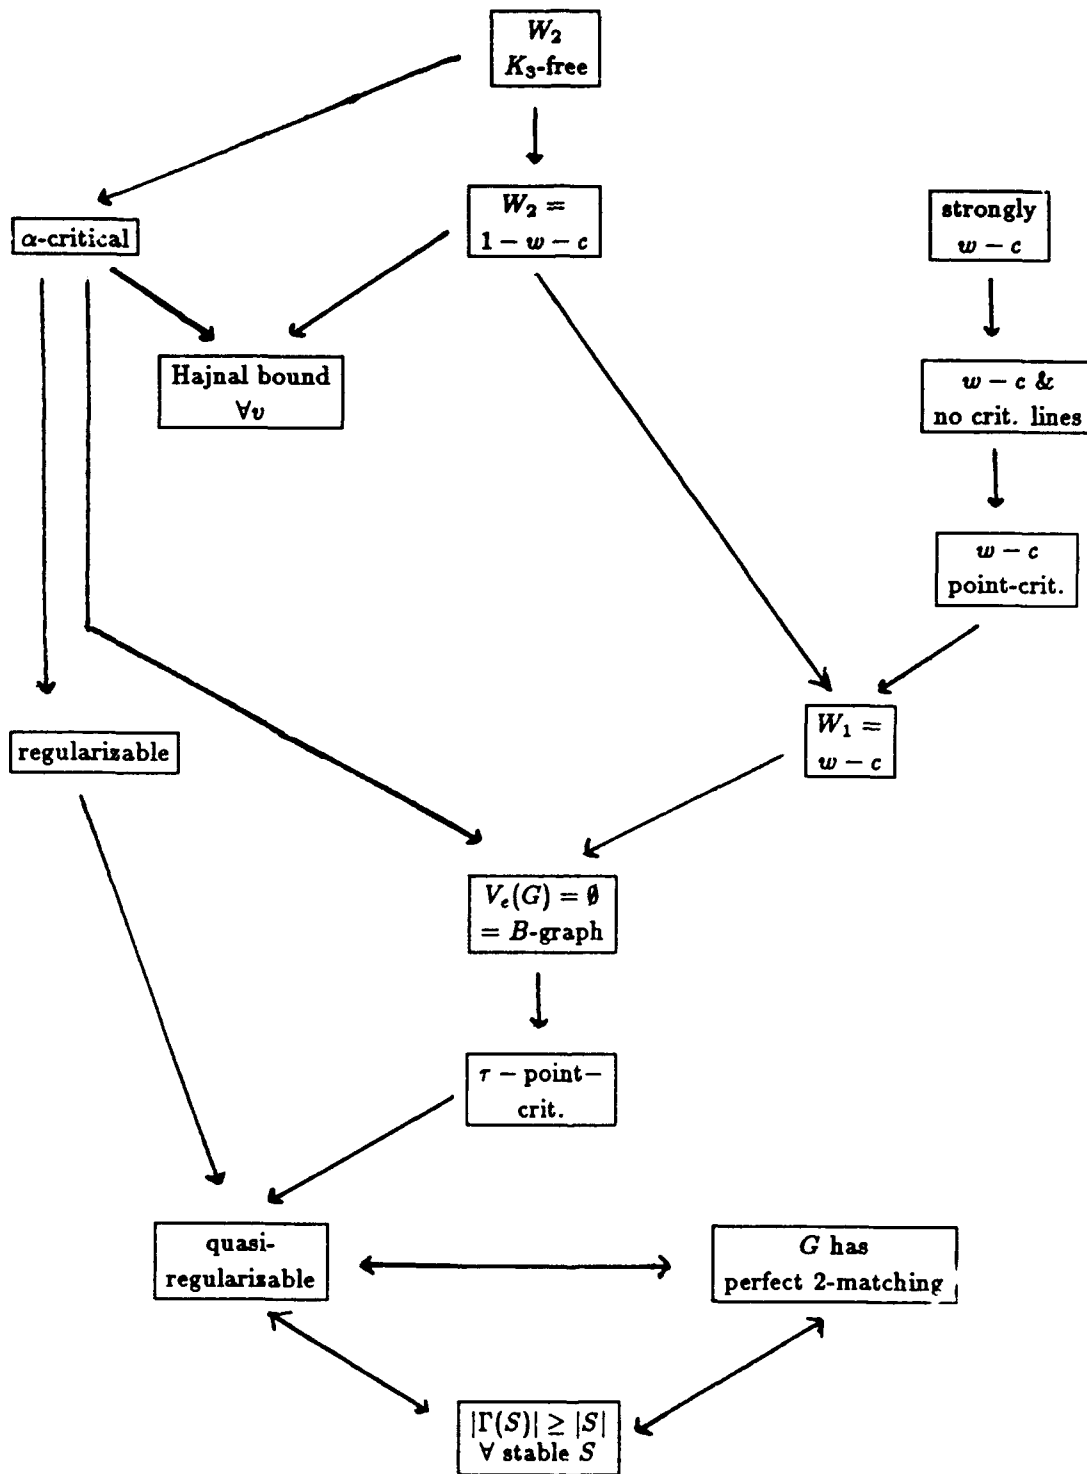 W₂
K₃-free
α-critical
W₂ =
1 − w − c
strongly
w − c
Hajnal bound
∀v
w − c &
no crit. lines
w − c
point-crit.
regularizable
W₁ =
w − c
Vₑ(G) = ∅
= B-graph
τ − point−
crit.
quasi-
regularizable
G has
perfect 2-matching
|Γ(S)| ≥ |S|
∀ stable S